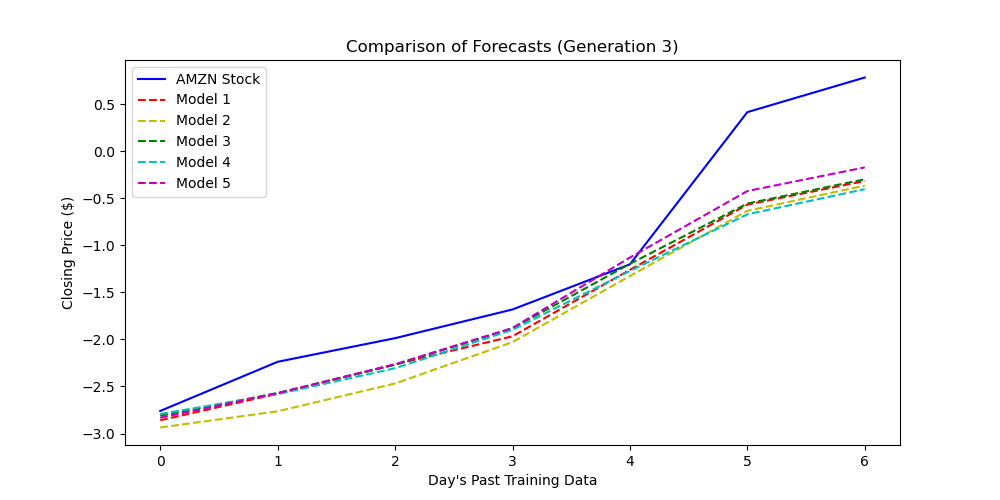 Comparison of Forecasts (Generation 3)
AMZN Stock
Model 1
Model 2
Model 3
Model 4
Model 5
Closing Price ($)
0.5
0.0
−0.5
−1.0
−1.5
−2.0
−2.5
−3.0
0 1 2 3 4 5 6
Day's Past Training Data